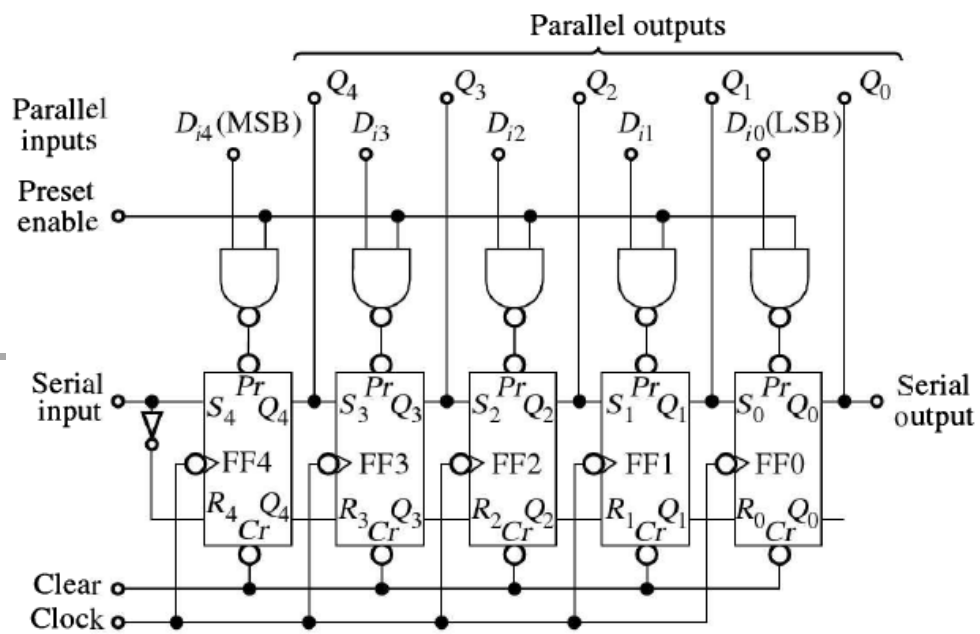 Parallel outputs
Q4 Q3 Q2 Q1 Q0
Parallel
inputs
Di4 (MSB) Di3 Di2 Di1 Di0 (LSB)
Preset
enable
Serial
input
Pr Pr Pr Pr Pr
S4 Q4 S3 Q3 S2 Q2 S1 Q1 S0 Q0
Serial
output
FF4 FF3 FF2 FF1 FF0
R4 Q4 R3 Q3 R2 Q2 R1 Q1 R0 Q0
Cr Cr Cr Cr Cr
Clear
Clock